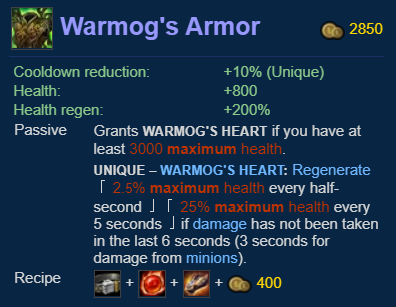 Warmog's Armor
2850
Cooldown reduction: +10% (Unique)
Health: +800
Health regen: +200%
Passive Grants WARMOG'S HEART if you have at
least 3000 maximum health.
UNIQUE – WARMOG'S HEART: Regenerate
「 2.5% maximum health every half-
second 」「 25% maximum health every
5 seconds 」 if damage has not been taken
in the last 6 seconds (3 seconds for
damage from minions).
Recipe + + + 400